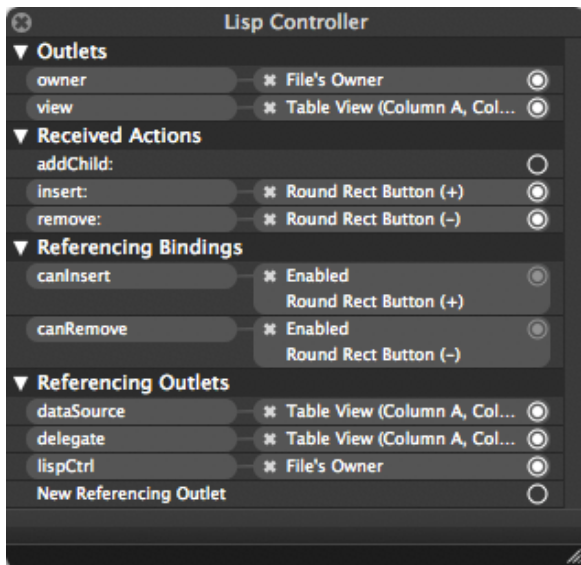 Lisp Controller
▼ Outlets
owner ✖ File's Owner
view ✖ Table View (Column A, Col...
▼ Received Actions
addChild:
insert: ✖ Round Rect Button (+)
remove: ✖ Round Rect Button (-)
▼ Referencing Bindings
canInsert ✖ Enabled
Round Rect Button (+)
canRemove ✖ Enabled
Round Rect Button (-)
▼ Referencing Outlets
dataSource ✖ Table View (Column A, Col...
delegate ✖ Table View (Column A, Col...
lispCtrl ✖ File's Owner
New Referencing Outlet